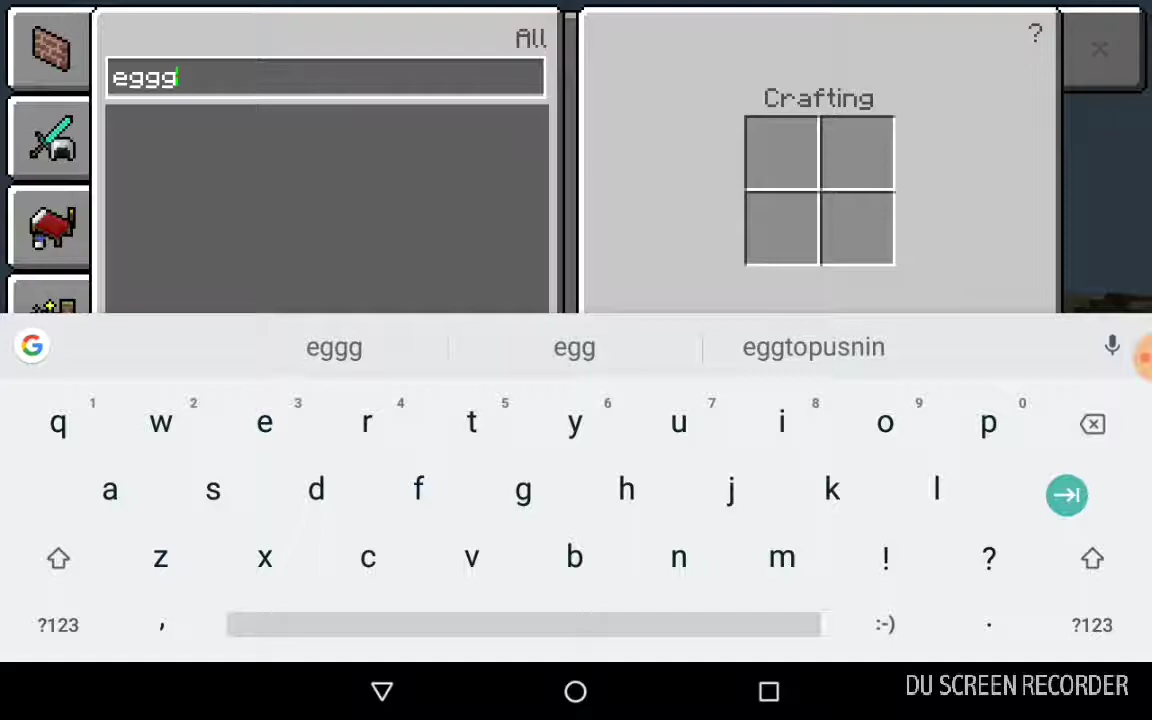 All
?
eggg
Crafting
eggg egg eggtopusnin
1 2 3 4 5 6 7 8 9 0
q w e r t y u i o p
a s d f g h j k l
z x c v b n m ! ?
?123 , :-) . ?123
DU SCREEN RECORDER